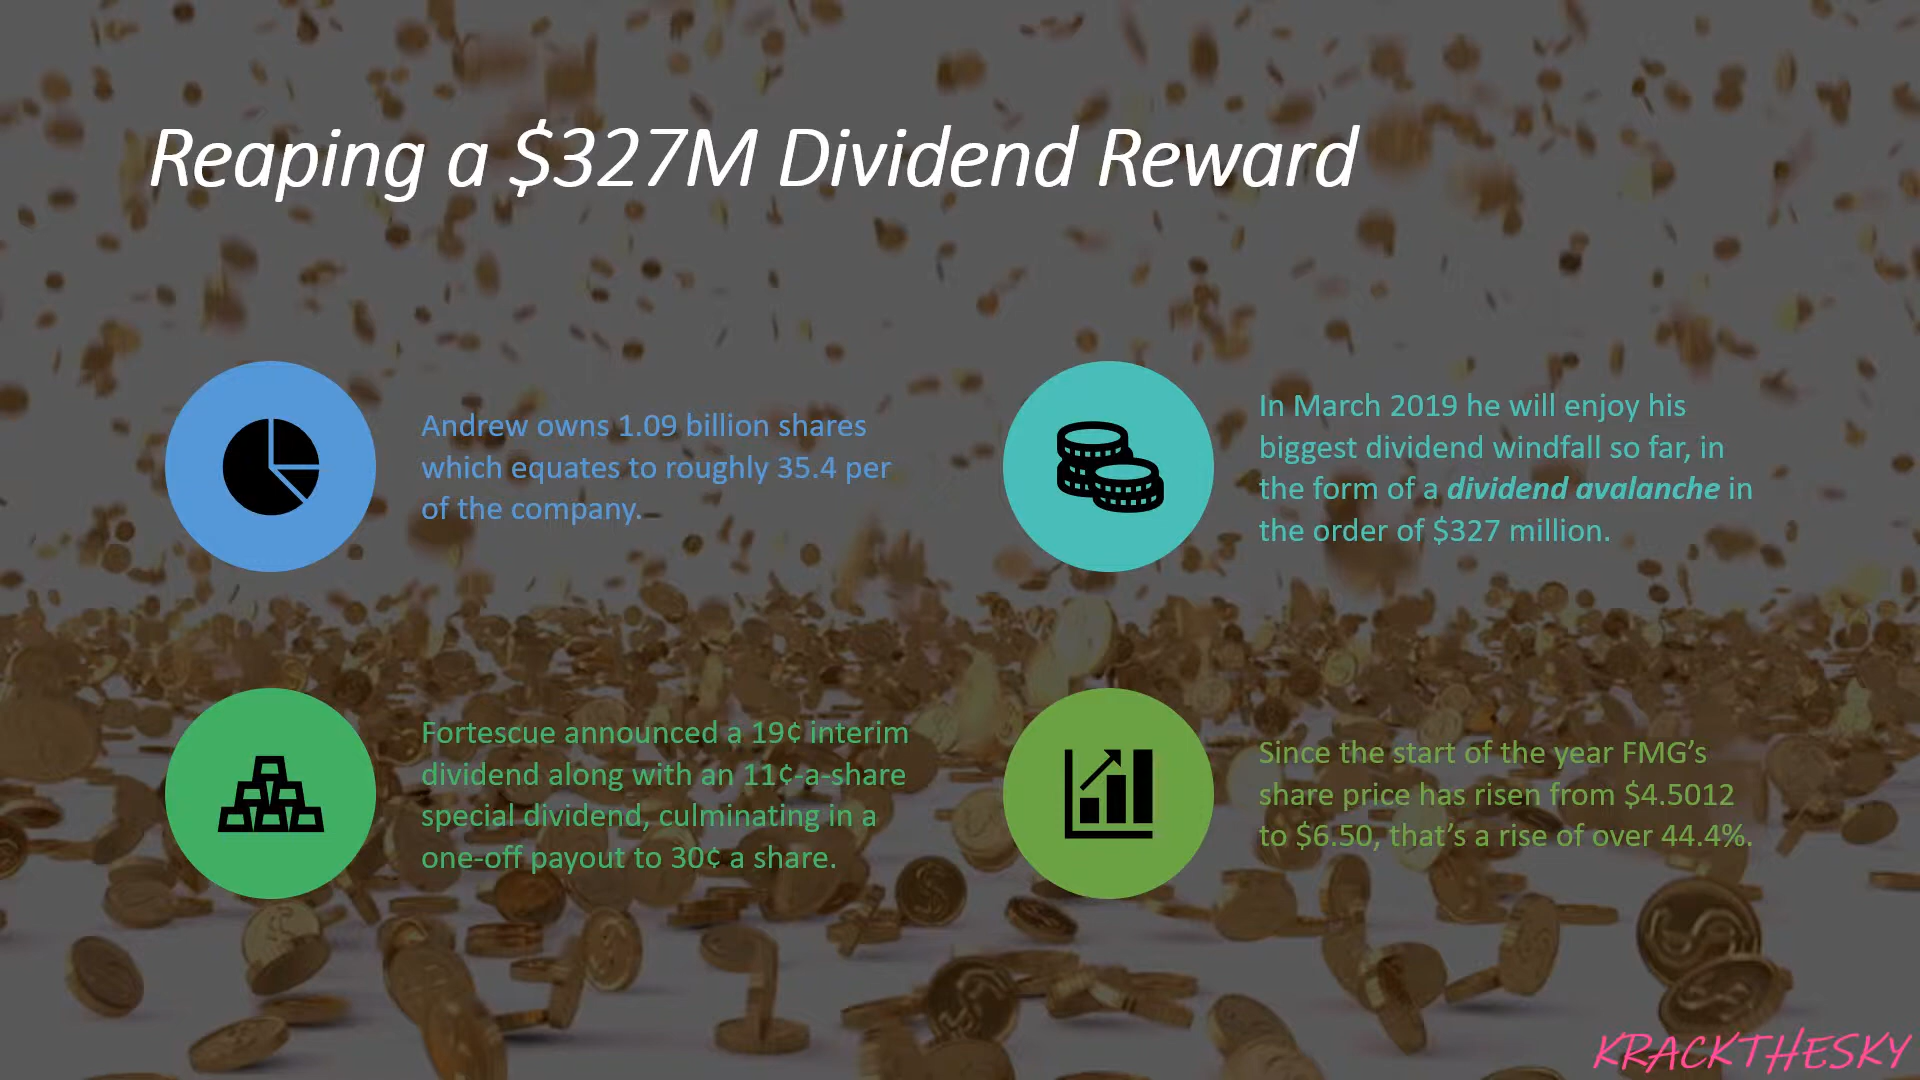 Reaping a $327M Dividend Reward
Andrew owns 1.09 billion shares
which equates to roughly 35.4 per
of the company.
In March 2019 he will enjoy his
biggest dividend windfall so far, in
the form of a dividend avalanche in
the order of $327 million.
Fortescue announced a 19¢ interim
dividend along with an 11¢-a-share
special dividend, culminating in a
one-off payout to 30¢ a share.
Since the start of the year FMG’s
share price has risen from $4.5012
to $6.50, that’s a rise of over 44.4%.
KRACKTHESKY